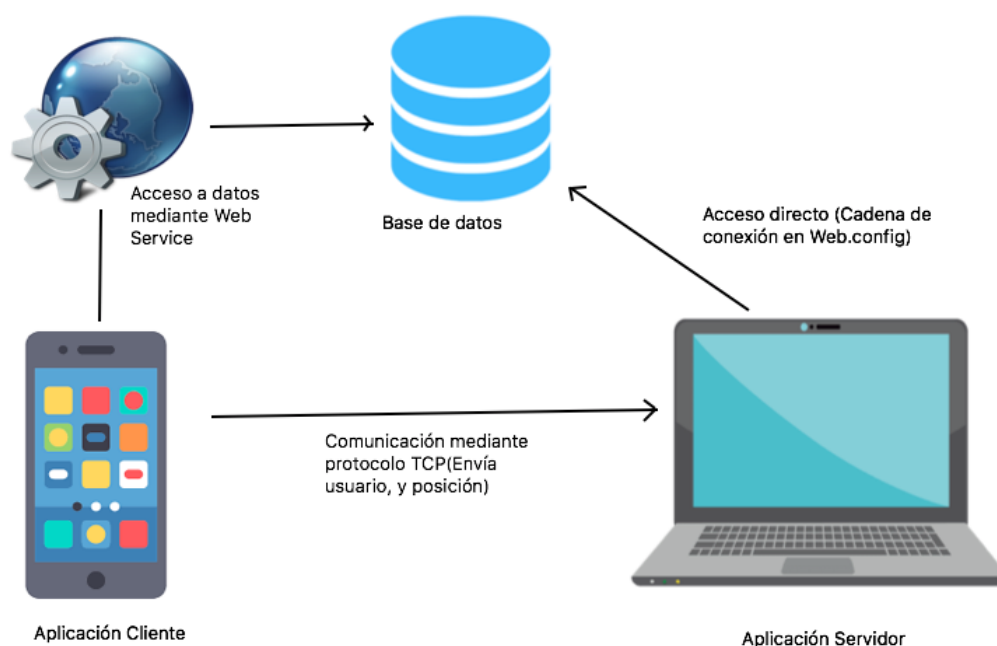 Acceso a datos
mediante Web
Service
Base de datos
Acceso directo (Cadena de
conexión en Web.config)
Comunicación mediante
protocolo TCP(Envía
usuario, y posición)
Aplicación Cliente
Aplicación Servidor